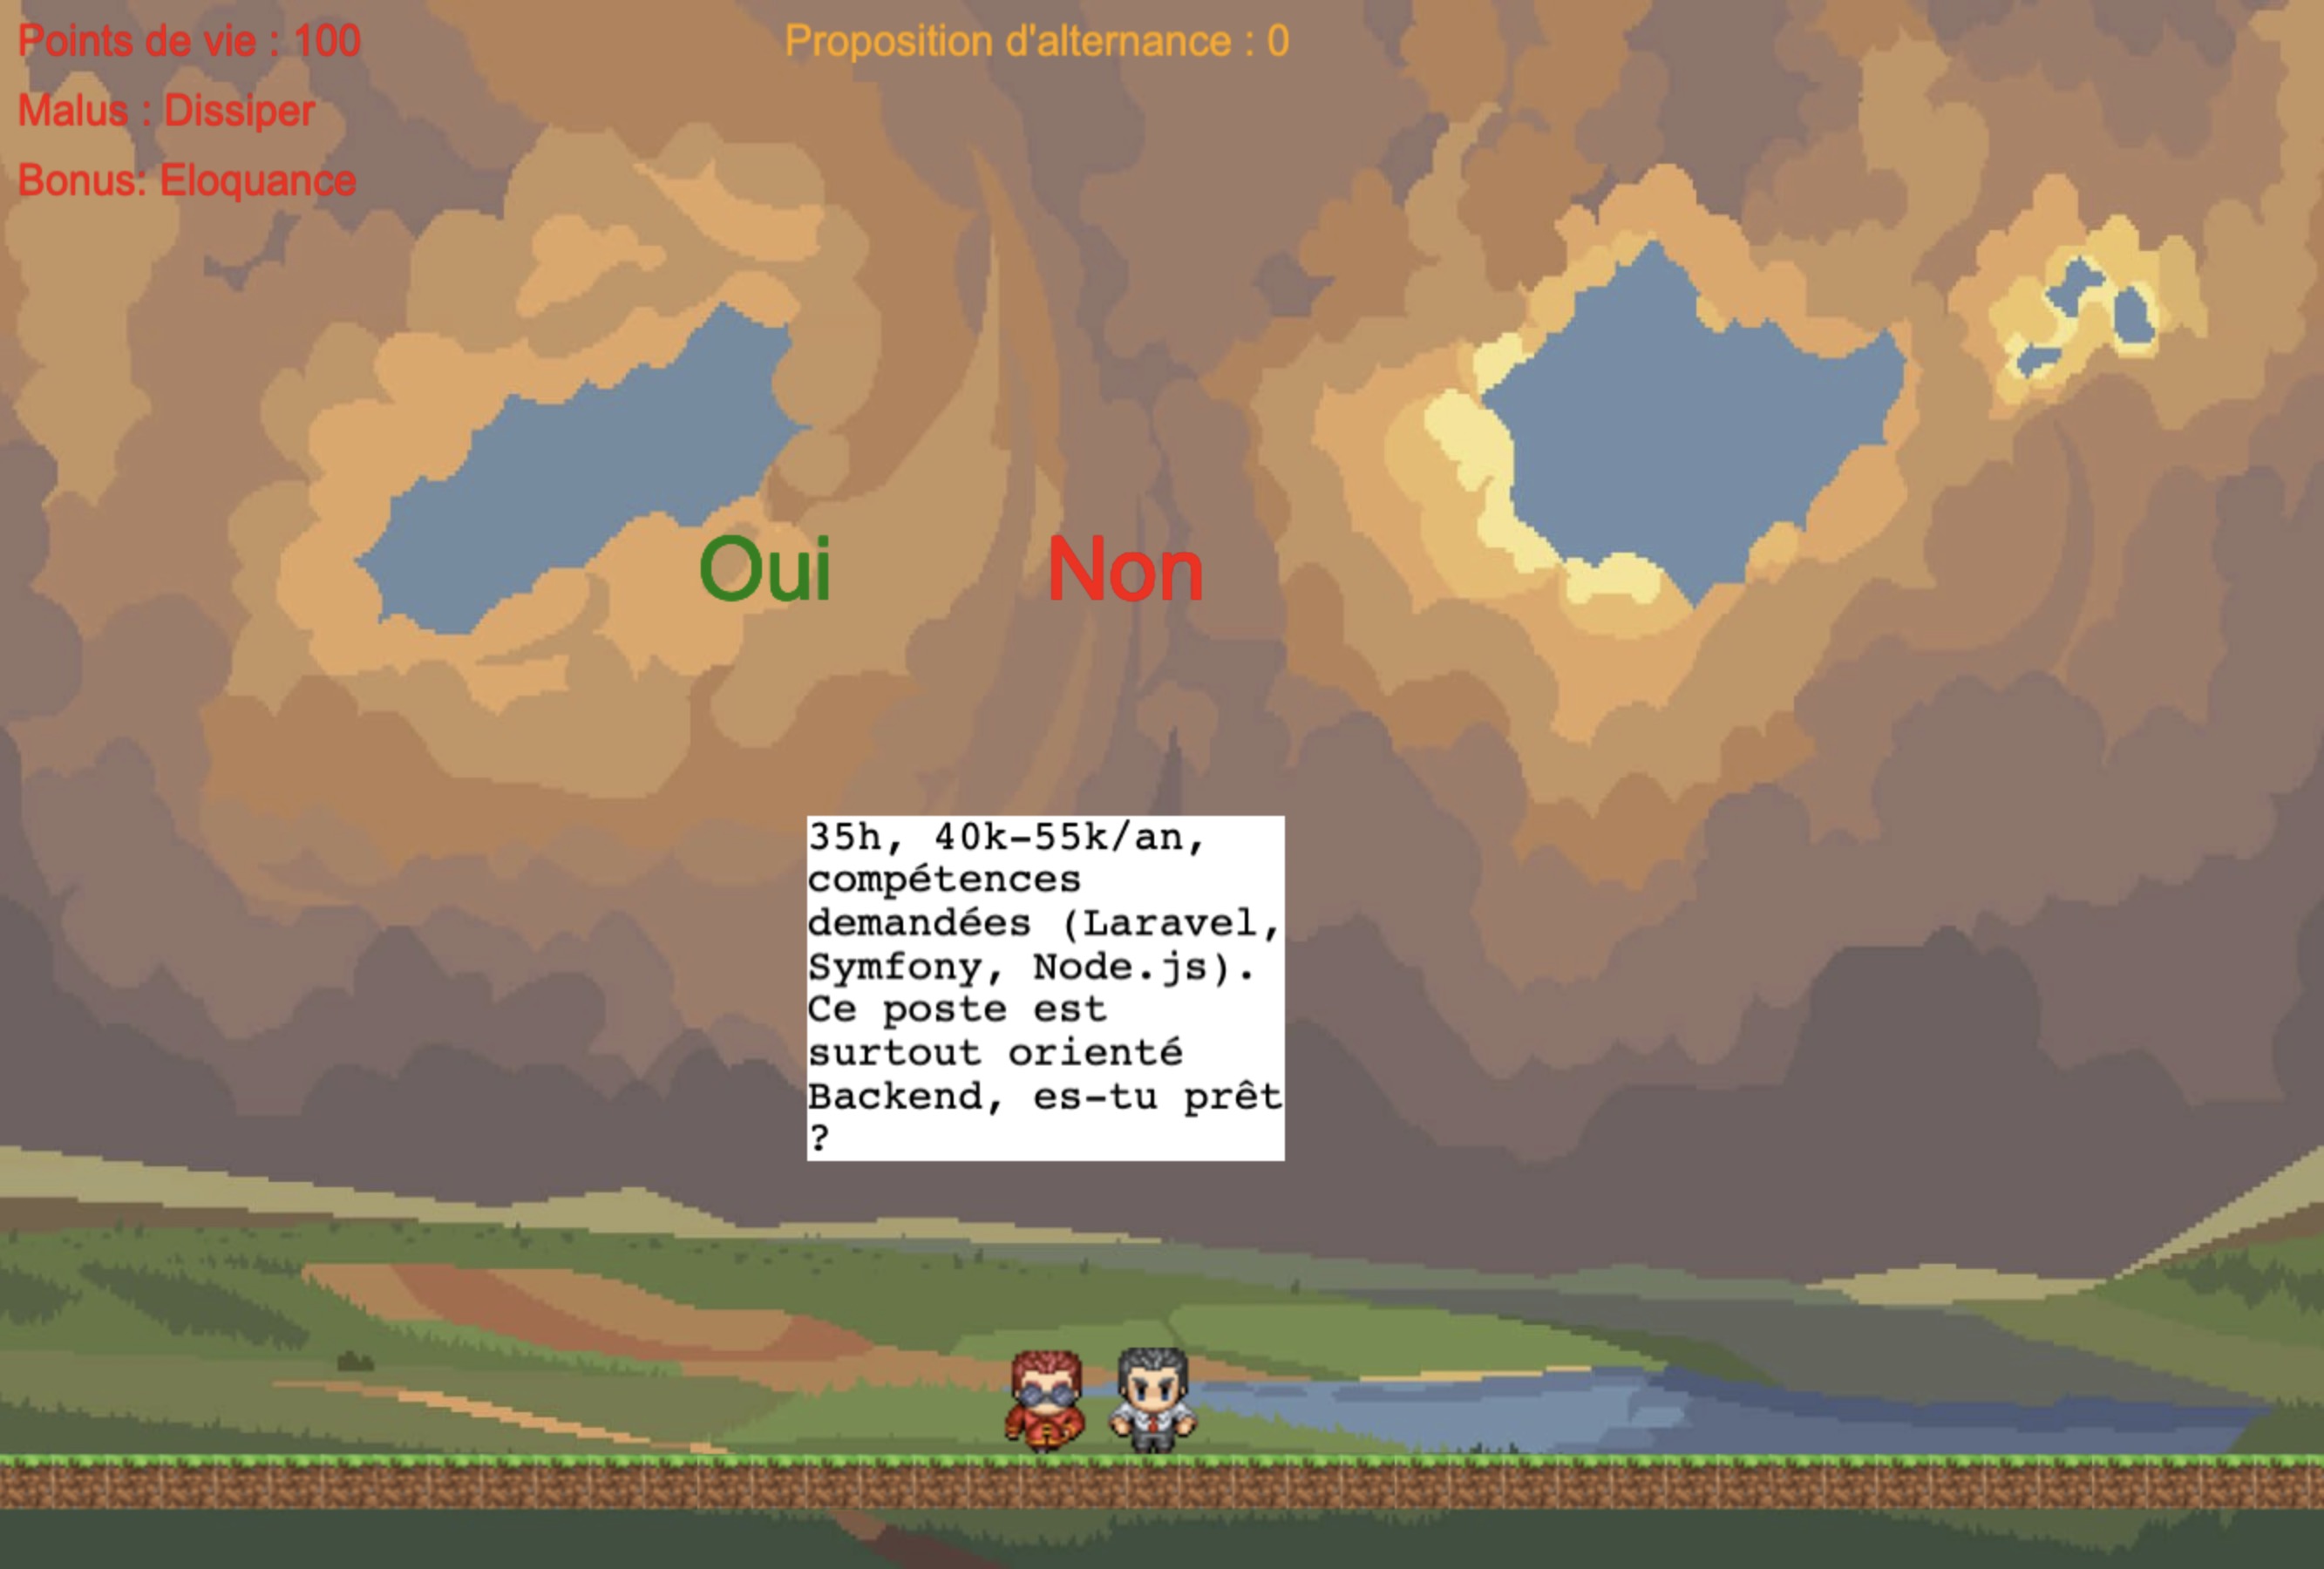 Points de vie : 100
Proposition d'alternance : 0
Malus : Dissiper
Bonus: Eloquance
Oui
Non
35h, 40k-55k/an,
compétences
demandées (Laravel,
Symfony, Node.js).
Ce poste est
surtout orienté
Backend, es-tu prêt
?